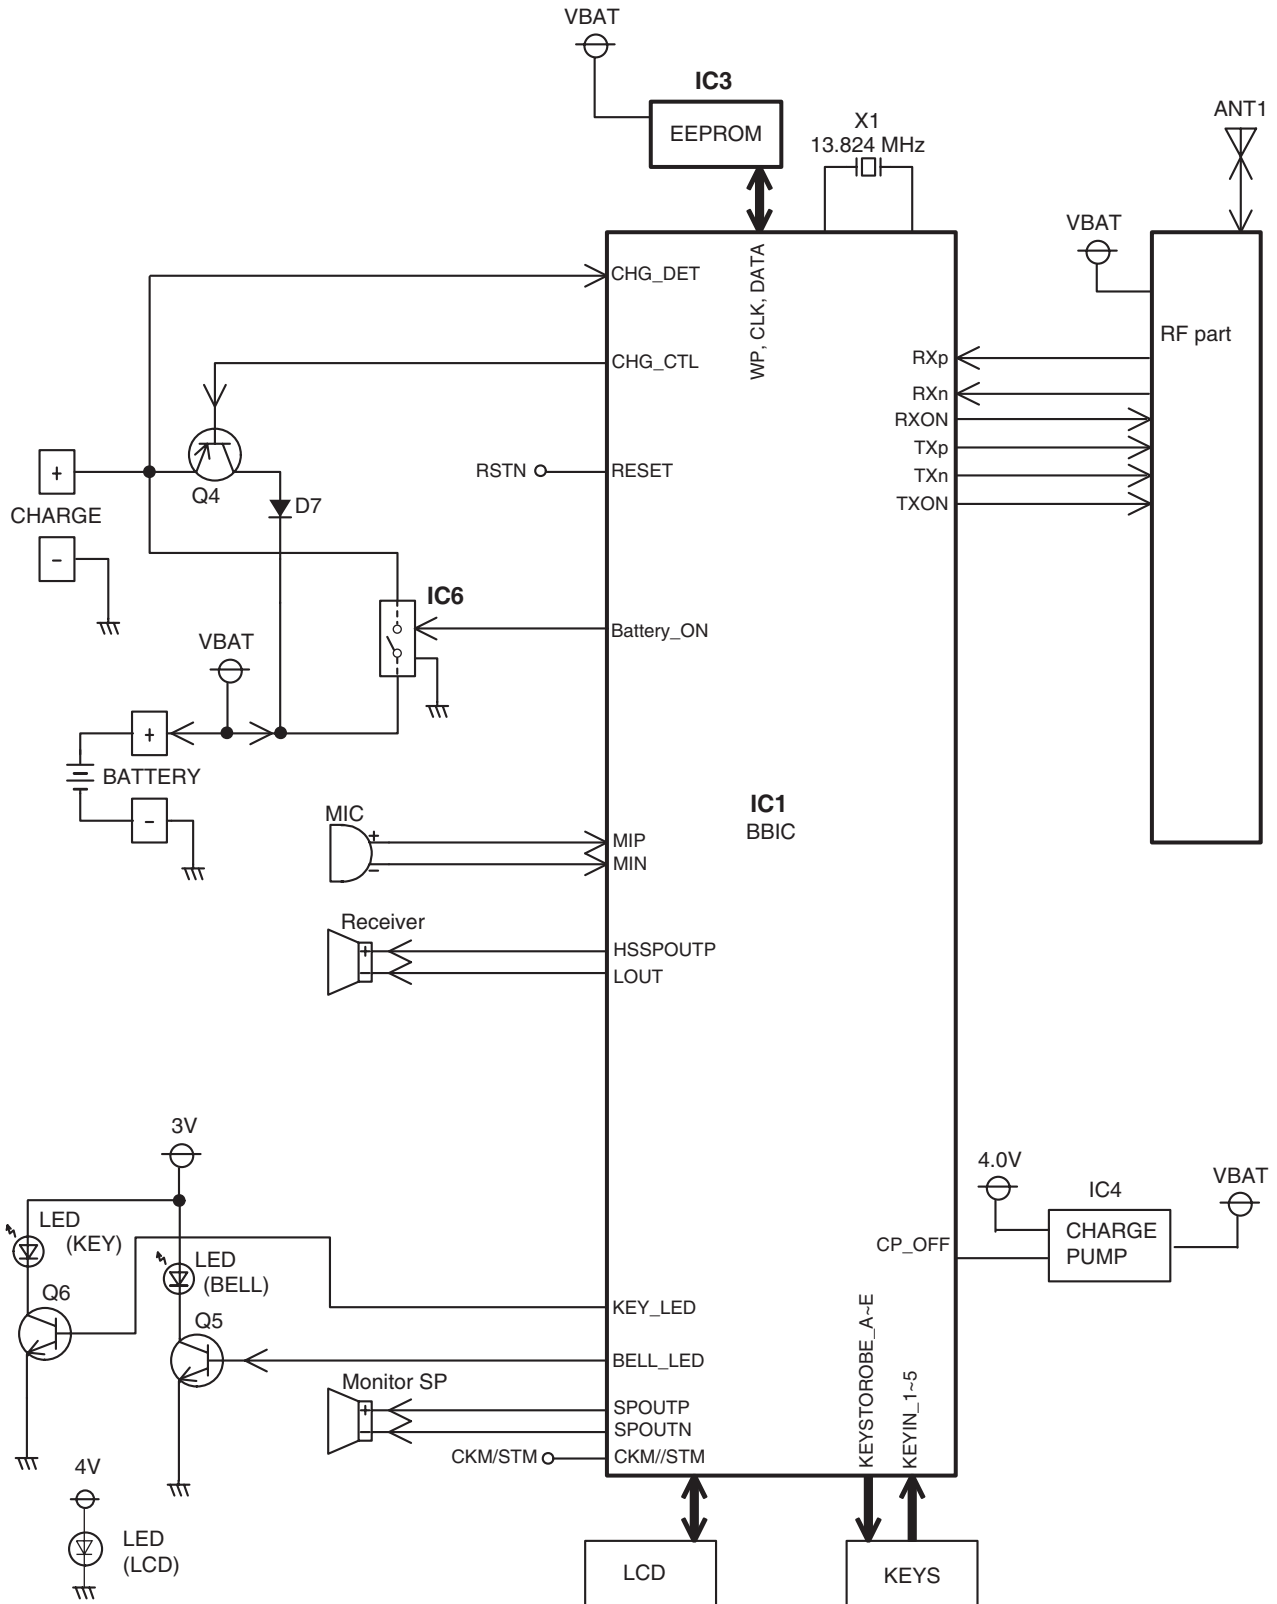 VBAT
IC3
EEPROM
X1
13.824 MHz
ANT1
VBAT
RF part
CHG_DET
WP, CLK, DATA
CHG_CTL
RXp
RXn
RXON
TXp
TXn
TXON
+
CHARGE
-
Q4
D7
RSTN
RESET
IC6
Battery_ON
VBAT
+
BATTERY
-
IC1
BBIC
MIC
+
-
MIP
MIN
Receiver
+
-
HSSPOUTP
LOUT
3V
LED
(KEY)
LED
(BELL)
Q6
Q5
KEY_LED
BELL_LED
4.0V
IC4
VBAT
CHARGE
PUMP
CP_OFF
Monitor SP
+
-
SPOUTP
SPOUTN
CKM/STM
CKM//STM
KEYSTOROBE_A~E
KEYIN_1~5
4V
LED
(LCD)
LCD
KEYS